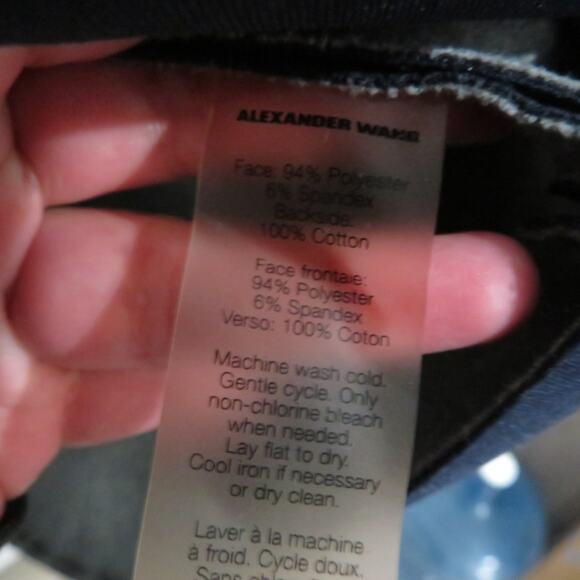 ALEXANDER WANG
Face: 94% Polyester
6% Spandex
Backside:
100% Cotton
Face frontale:
94% Polyester
6% Spandex
Verso: 100% Coton
Machine wash cold.
Gentle cycle. Only
non-chlorine bleach
when needed.
Lay flat to dry.
Cool iron if necessary
or dry clean.
Laver à la machine
à froid. Cycle doux.
Sans